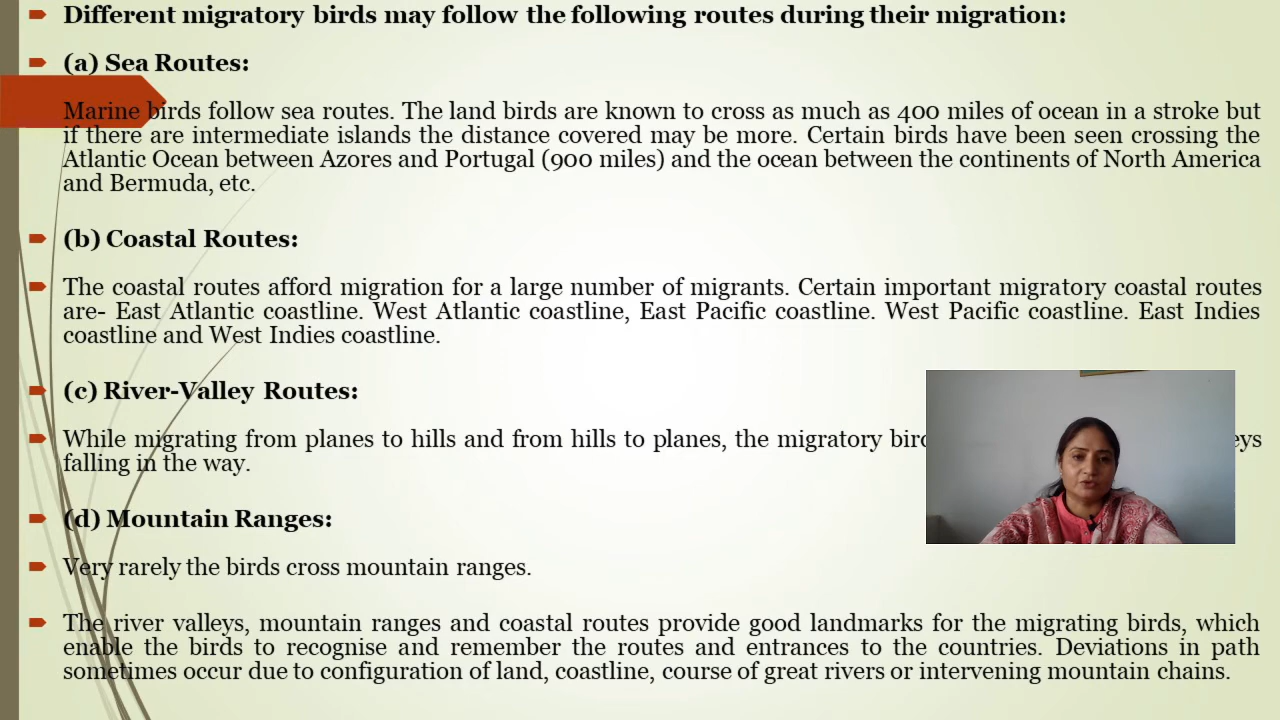 Different migratory birds may follow the following routes during their migration:
(a) Sea Routes:
Marine birds follow sea routes. The land birds are known to cross as much as 400 miles of ocean in a stroke but
if there are intermediate islands the distance covered may be more. Certain birds have been seen crossing the
Atlantic Ocean between Azores and Portugal (900 miles) and the ocean between the continents of North America
and Bermuda, etc.
(b) Coastal Routes:
The coastal routes afford migration for a large number of migrants. Certain important migratory coastal routes
are- East Atlantic coastline. West Atlantic coastline, East Pacific coastline. West Pacific coastline. East Indies
coastline and West Indies coastline.
(c) River-Valley Routes:
While migrating from planes to hills and from hills to planes, the migratory
falling in the way.
(d) Mountain Ranges:
Very rarely the birds cross mountain ranges.
The river valleys, mountain ranges and coastal routes provide good landmarks for the migrating birds, which
enable the birds to recognise and remember the routes and entrances to the countries. Deviations in path
sometimes occur due to configuration of land, coastline, course of great rivers or intervening mountain chains.